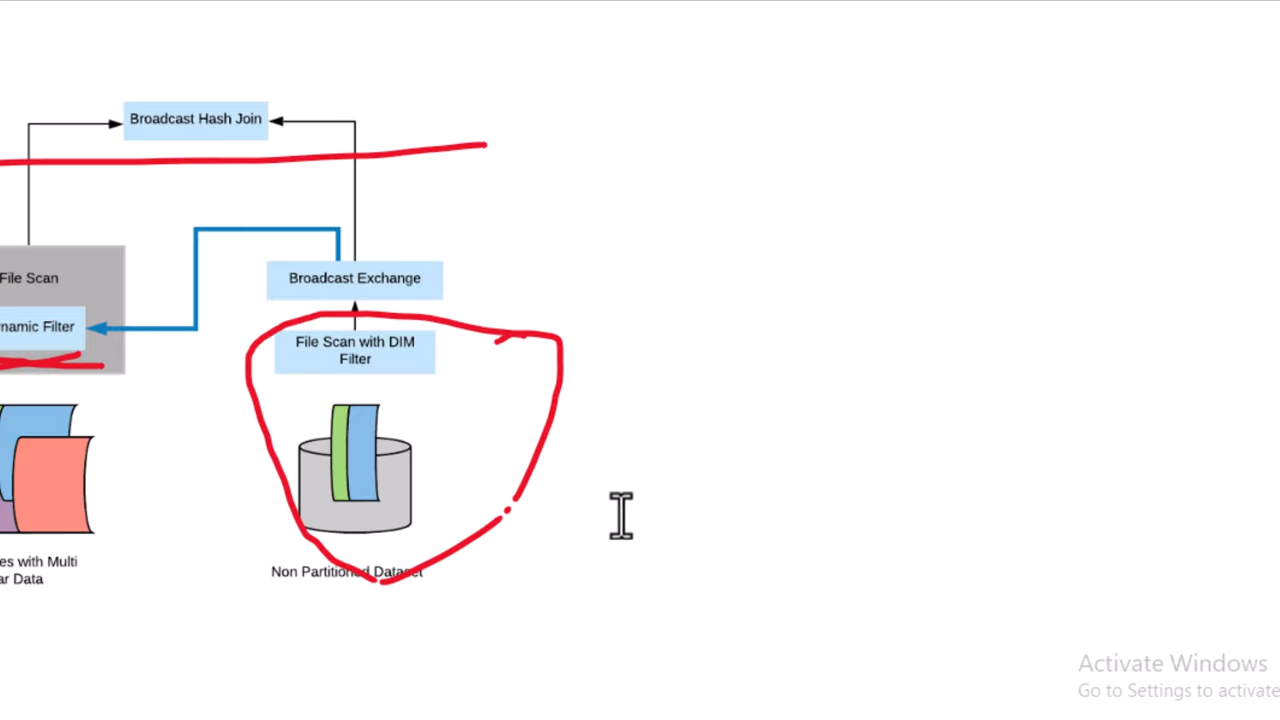 Broadcast Hash Join
File Scan
Broadcast Exchange
namic Filter
File Scan with DIM
Filter
es with Multi
ar Data
Non Partitioned Dataset
Activate Windows
Go to Settings to activate